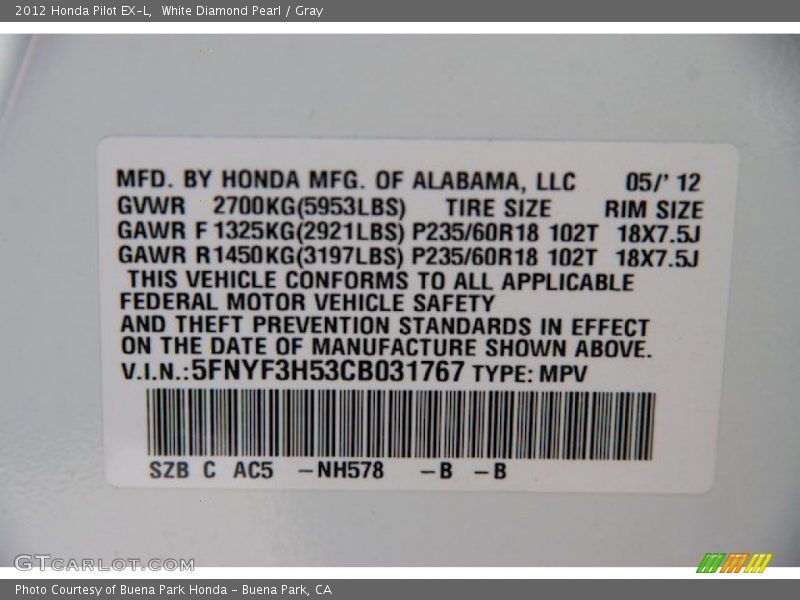 2012 Honda Pilot EX-L,  White Diamond Pearl / Gray
MFD. BY HONDA MFG. OF ALABAMA, LLC 05/' 12
GVWR 2700KG(5953LBS) TIRE SIZE RIM SIZE
GAWR F 1325KG(2921LBS) P235/60R18 102T 18X7.5J
GAWR R1450KG(3197LBS) P235/60R18 102T 18X7.5J
THIS VEHICLE CONFORMS TO ALL APPLICABLE
FEDERAL MOTOR VEHICLE SAFETY
AND THEFT PREVENTION STANDARDS IN EFFECT
ON THE DATE OF MANUFACTURE SHOWN ABOVE.
V.I.N.:5FNYF3H53CB031767 TYPE: MPV
SZB C AC5 -NH578 -B -B
GTCARLOT.COM
Photo Courtesy of Buena Park Honda - Buena Park, CA